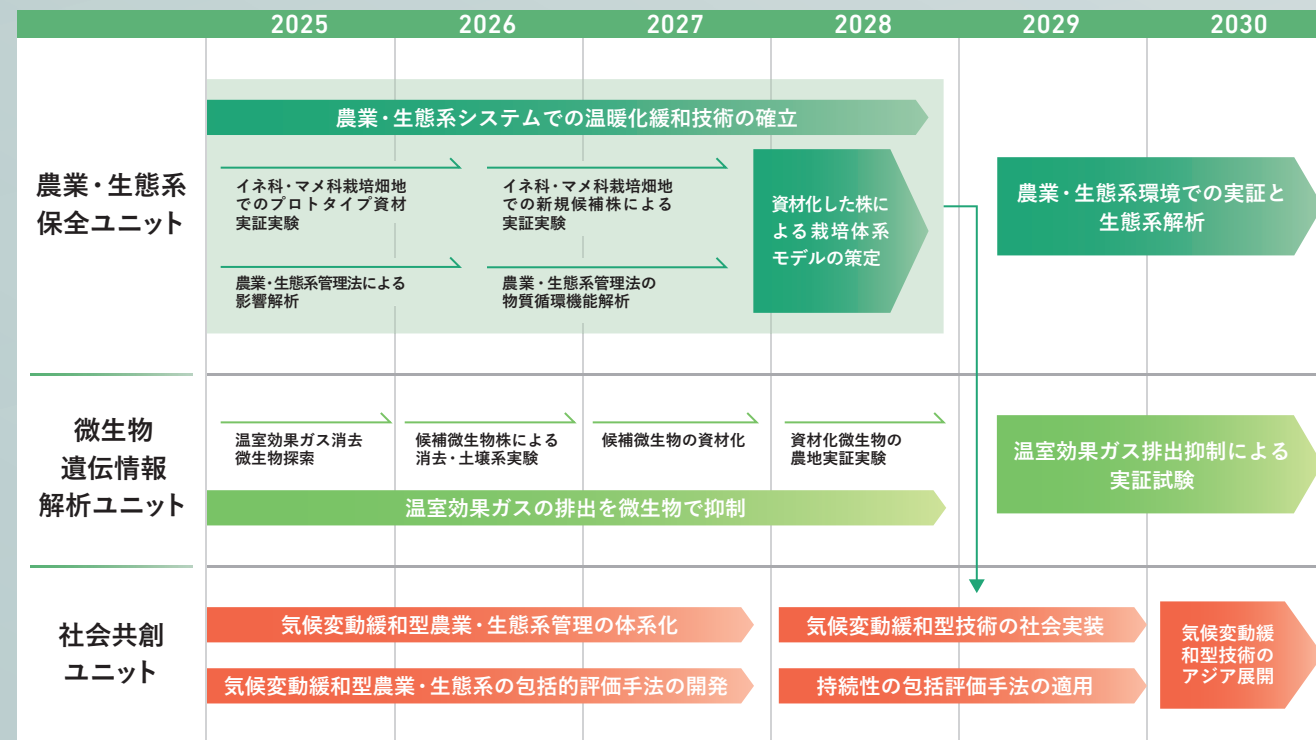 2025 2026 2027 2028 2029 2030
農業・生態系
保全ユニット
農業・生態系システムでの温暖化緩和技術の確立
イネ科・マメ科栽培畑地
でのプロトタイプ資材
実証実験
イネ科・マメ科栽培畑地
での新規候補株による
実証実験
農業・生態系管理法による
影響解析
農業・生態系管理法の
物質循環機能解析
資材化した株に
よる栽培体系
モデルの策定
農業・生態系環境での実証と
生態系解析
微生物
遺伝情報
解析ユニット
温室効果ガス消去
微生物探索
候補微生物株による
消去・土壌系実験
候補微生物の資材化
資材化微生物の
農地実証実験
温室効果ガスの排出を微生物で抑制
温室効果ガス排出抑制による
実証試験
社会共創
ユニット
気候変動緩和型農業・生態系管理の体系化
気候変動緩和型農業・生態系の包括的評価手法の開発
気候変動緩和型技術の社会実装
持続性の包括評価手法の適用
気候変動緩
和型技術の
アジア展開